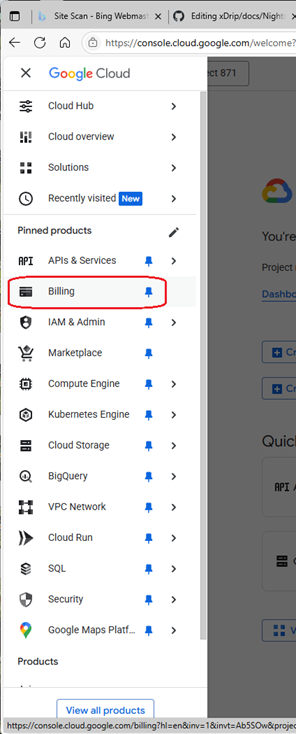 Site Scan - Bing Webmas
Editing xDrip/docs/Nights
https://console.cloud.google.com/welcome?
Google Cloud
ect 871
Cloud Hub
Cloud overview
Solutions
Recently visited New
Pinned products
API APIs & Services
Billing
IAM & Admin
Marketplace
Compute Engine
Kubernetes Engine
Cloud Storage
BigQuery
VPC Network
Cloud Run
SQL
Security
Google Maps Platf...
Products
View all products
You're
Project
Dashbo
Cr
Cr
Quic
API A
C
V
https://console.cloud.google.com/billing?hl=en&inv=1&invt=Ab5SOw&projec